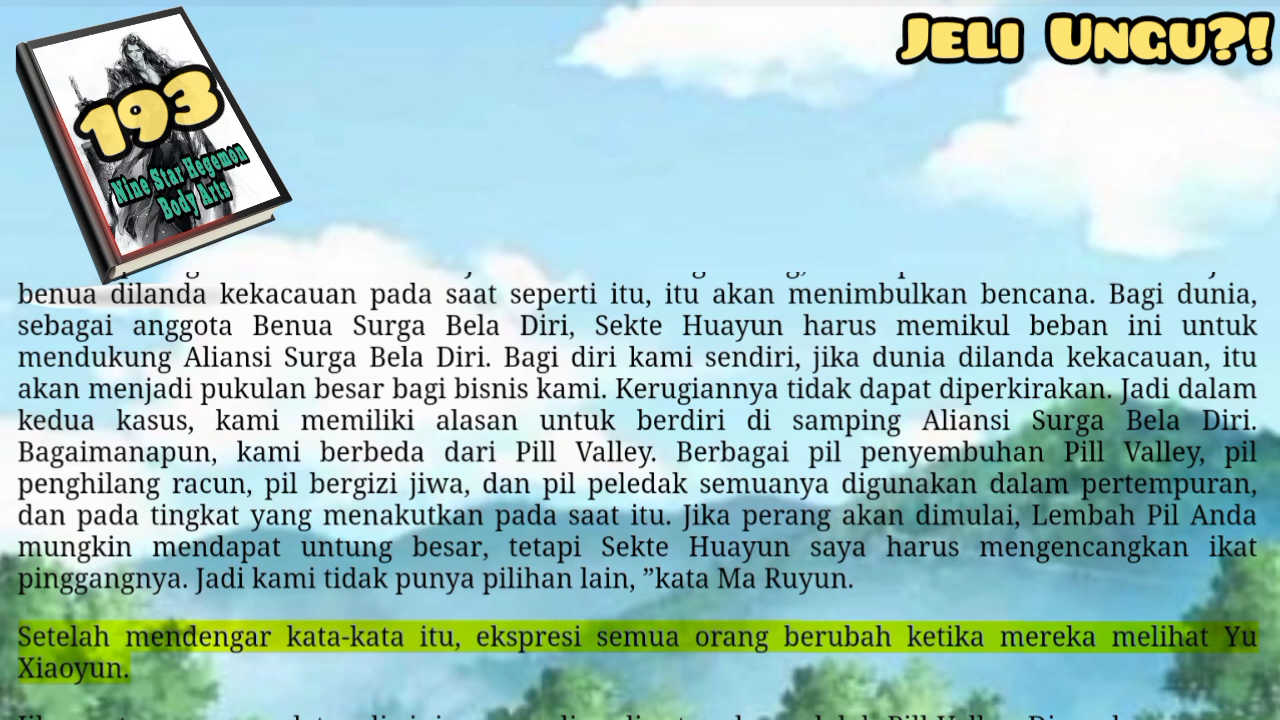 Jeli Ungu?!
193
Nine Star Hegemon
Body Arts
benua dilanda kekacauan pada saat seperti itu, itu akan menimbulkan bencana. Bagi dunia,
sebagai anggota Benua Surga Bela Diri, Sekte Huayun harus memikul beban ini untuk
mendukung Aliansi Surga Bela Diri. Bagi diri kami sendiri, jika dunia dilanda kekacauan, itu
akan menjadi pukulan besar bagi bisnis kami. Kerugiannya tidak dapat diperkirakan. Jadi dalam
kedua kasus, kami memiliki alasan untuk berdiri di samping Aliansi Surga Bela Diri.
Bagaimanapun, kami berbeda dari Pill Valley. Berbagai pil penyembuhan Pill Valley, pil
penghilang racun, pil bergizi jiwa, dan pil peledak semuanya digunakan dalam pertempuran,
dan pada tingkat yang menakutkan pada saat itu. Jika perang akan dimulai, Lembah Pil Anda
mungkin mendapat untung besar, tetapi Sekte Huayun saya harus mengencangkan ikat
pinggangnya. Jadi kami tidak punya pilihan lain, ”kata Ma Ruyun.
Setelah mendengar kata-kata itu, ekspresi semua orang berubah ketika mereka melihat Yu
Xiaoyun.